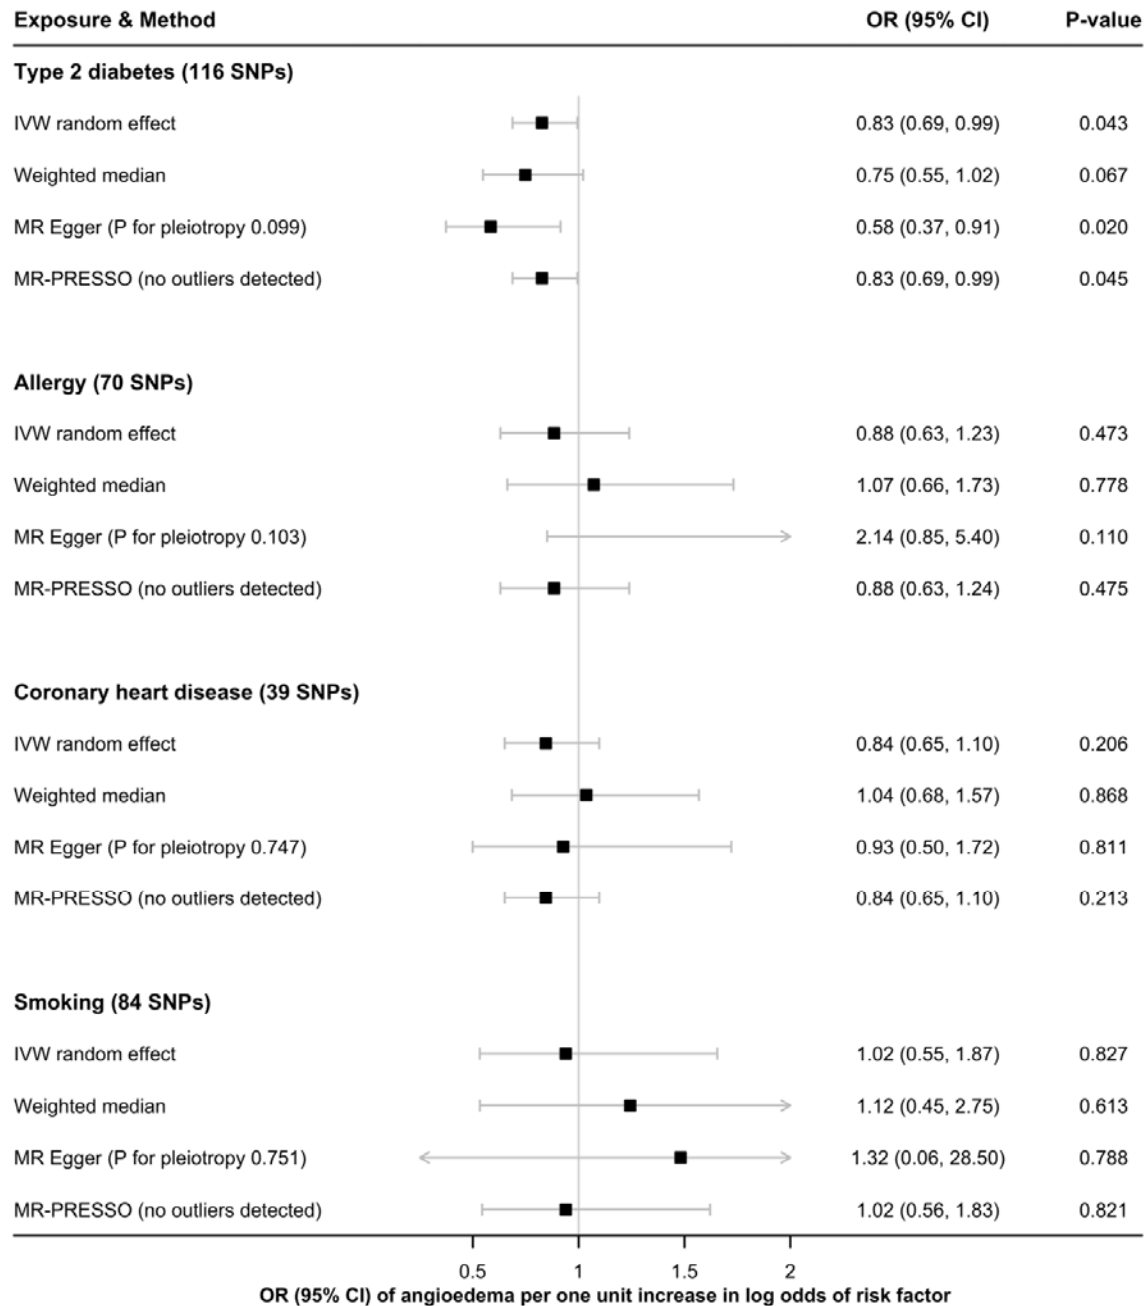 Exposure & Method OR (95% CI) P-value
Type 2 diabetes (116 SNPs)
IVW random effect 0.83 (0.69, 0.99) 0.043
Weighted median 0.75 (0.55, 1.02) 0.067
MR Egger (P for pleiotropy 0.099) 0.58 (0.37, 0.91) 0.020
MR-PRESSO (no outliers detected) 0.83 (0.69, 0.99) 0.045
Allergy (70 SNPs)
IVW random effect 0.88 (0.63, 1.23) 0.473
Weighted median 1.07 (0.66, 1.73) 0.778
MR Egger (P for pleiotropy 0.103) 2.14 (0.85, 5.40) 0.110
MR-PRESSO (no outliers detected) 0.88 (0.63, 1.24) 0.475
Coronary heart disease (39 SNPs)
IVW random effect 0.84 (0.65, 1.10) 0.206
Weighted median 1.04 (0.68, 1.57) 0.868
MR Egger (P for pleiotropy 0.747) 0.93 (0.50, 1.72) 0.811
MR-PRESSO (no outliers detected) 0.84 (0.65, 1.10) 0.213
Smoking (84 SNPs)
IVW random effect 1.02 (0.55, 1.87) 0.827
Weighted median 1.12 (0.45, 2.75) 0.613
MR Egger (P for pleiotropy 0.751) 1.32 (0.06, 28.50) 0.788
MR-PRESSO (no outliers detected) 1.02 (0.56, 1.83) 0.821
0.5 1 1.5 2
OR (95% CI) of angioedema per one unit increase in log odds of risk factor